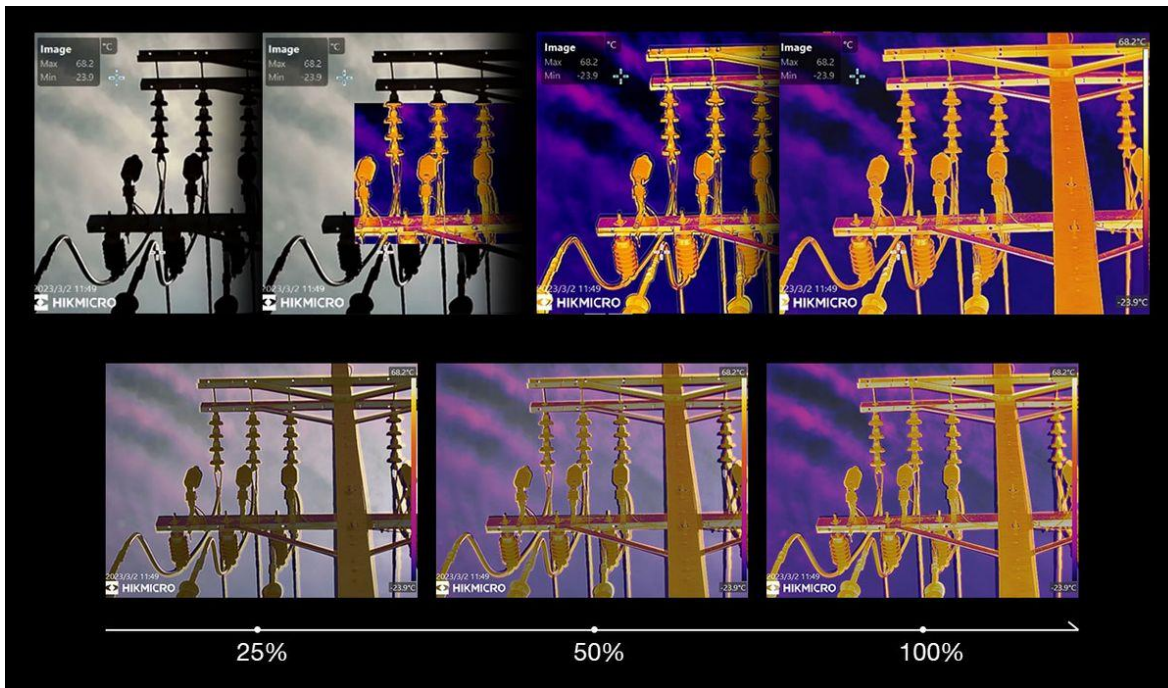 Image °C
Max 68.2
Min -23.9
2023/3/2 11:49
HIKMICRO
Image °C
Max 68.2
Min -23.9
2023/3/2 11:49
HIKMICRO
Image °C
Max 68.2
Min -23.9
2023/3/2 11:49
HIKMICRO
Image °C
Max 68.2
Min -23.9
68.2°C
-23.9°C
2023/3/2 11:49
HIKMICRO
68.2°C
-23.9°C
2023/3/2 11:49
HIKMICRO
68.2°C
-23.9°C
2023/3/2 11:49
HIKMICRO
68.2°C
-23.9°C
2023/3/2 11:49
HIKMICRO
25%
50%
100%